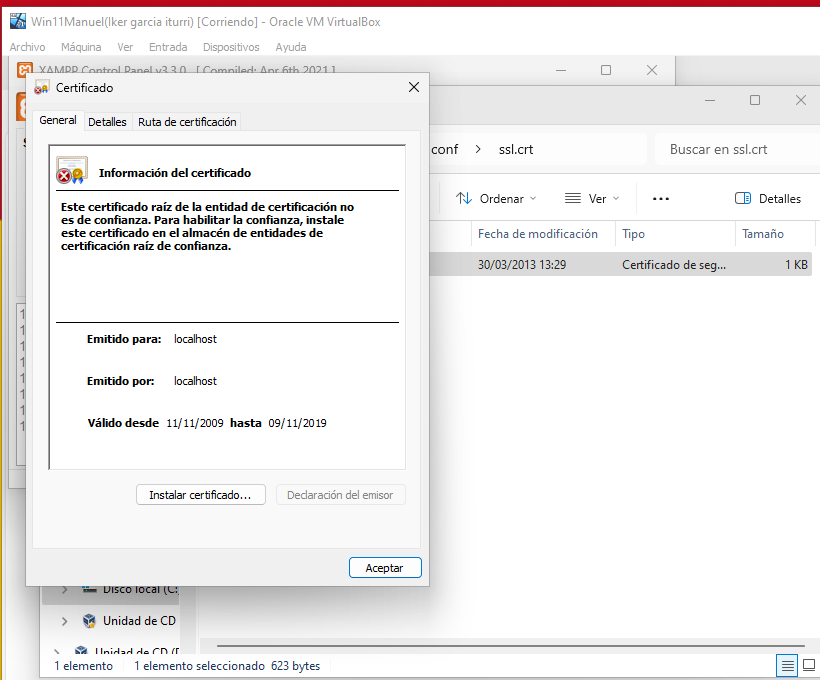 Win11Manuel(Iker garcia iturri) [Corriendo] - Oracle VM VirtualBox
Archivo Máquina Ver Entrada Dispositivos Ayuda
XAMPP Control Panel v3.3.0 [ Compiled: Apr 6th 2021 ]
Certificado
General Detalles Ruta de certificación
conf > ssl.crt
Buscar en ssl.crt
Información del certificado
Ordenar Ver ... Detalles
Este certificado raíz de la entidad de certificación no
es de confianza. Para habilitar la confianza, instale
este certificado en el almacén de entidades de
certificación raíz de confianza.
Fecha de modificación Tipo Tamaño
30/03/2013 13:29 Certificado de seg... 1 KB
Emitido para: localhost
Emitido por: localhost
Válido desde 11/11/2009 hasta 09/11/2019
Instalar certificado... Declaración del emisor
Aceptar
Disco local (C:
Unidad de CD
Unidad de CD (
1 elemento 1 elemento seleccionado 623 bytes